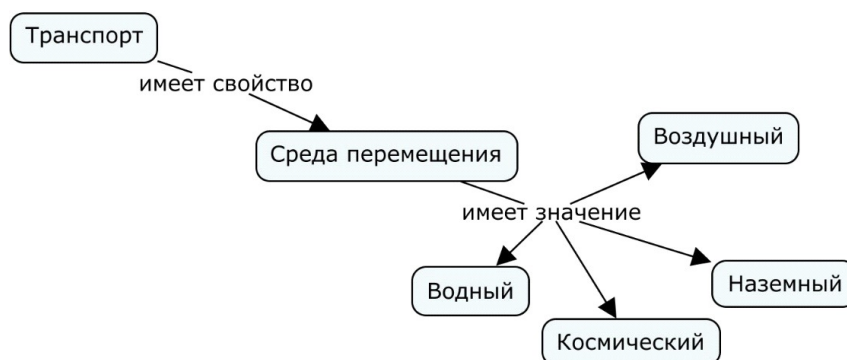 Транспорт
имеет свойство
Среда перемещения
Воздушный
имеет значение
Водный
Наземный
Космический